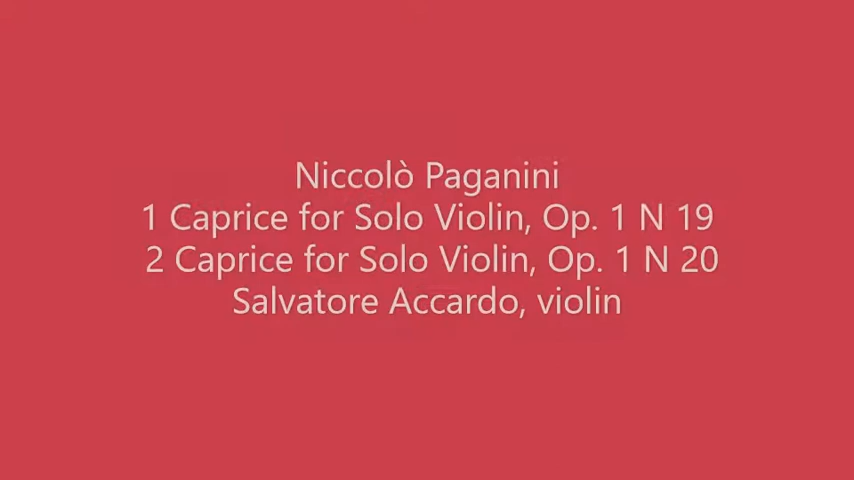 Niccolò Paganini
1 Caprice for Solo Violin, Op. 1 N 19
2 Caprice for Solo Violin, Op. 1 N 20
Salvatore Accardo, violin